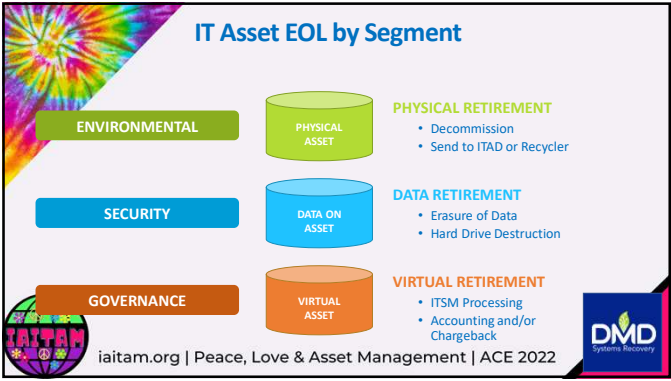 IT Asset EOL by Segment
ENVIRONMENTAL
PHYSICAL
ASSET
PHYSICAL RETIREMENT
• Decommission
• Send to ITAD or Recycler
SECURITY
DATA ON
ASSET
DATA RETIREMENT
• Erasure of Data
• Hard Drive Destruction
GOVERNANCE
VIRTUAL
ASSET
VIRTUAL RETIREMENT
• ITSM Processing
• Accounting and/or
Chargeback
IAITAM
iaitam.org | Peace, Love & Asset Management | ACE 2022
DMD
Systems Recovery